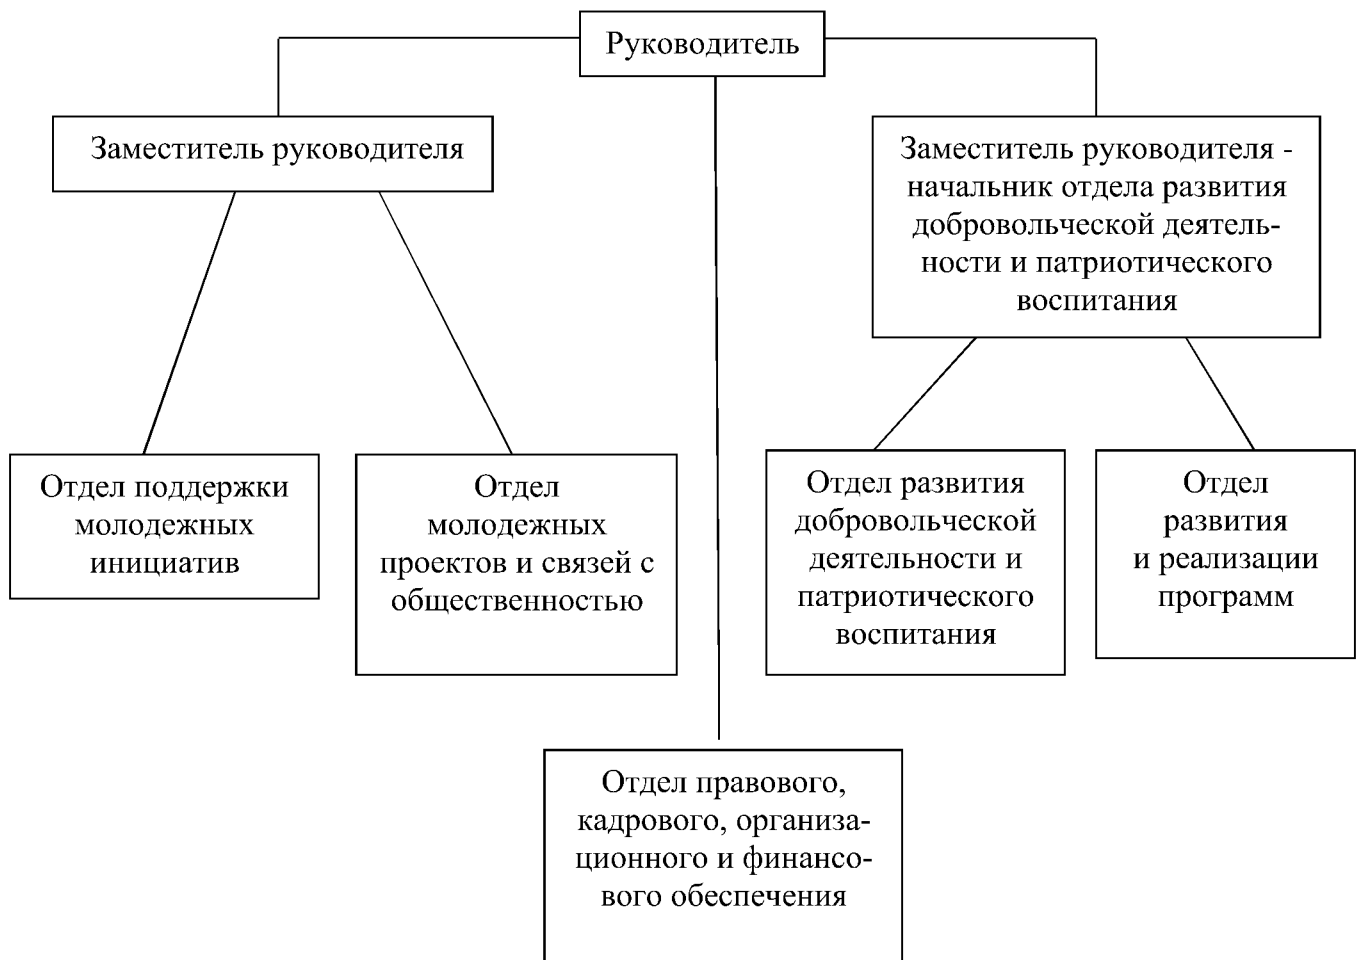 Руководитель
Заместитель руководителя
Заместитель руководителя -
начальник отдела развития
добровольческой деятель-
ности и патриотического
воспитания
Отдел поддержки
молодежных
инициатив
Отдел
молодежных
проектов и связей с
общественностью
Отдел развития
добровольческой
деятельности и
патриотического
воспитания
Отдел
развития
и реализации
программ
Отдел правового,
кадрового, организа-
ционного и финансо-
вого обеспечения